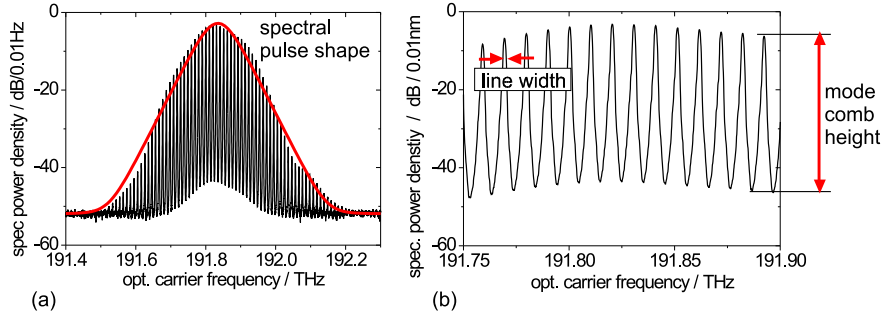 spec power density / dB/0.01Hz
0
−20
−40
−60
191.4
191.6
191.8
192.0
192.2
opt. carrier frequency / THz
spectral
pulse shape
(a)
spec. power denstiy / dB / 0.01nm
0
−20
−40
−60
191.75
191.80
191.85
191.90
opt. carrier frequency / THz
line width
mode
comb
height
(b)